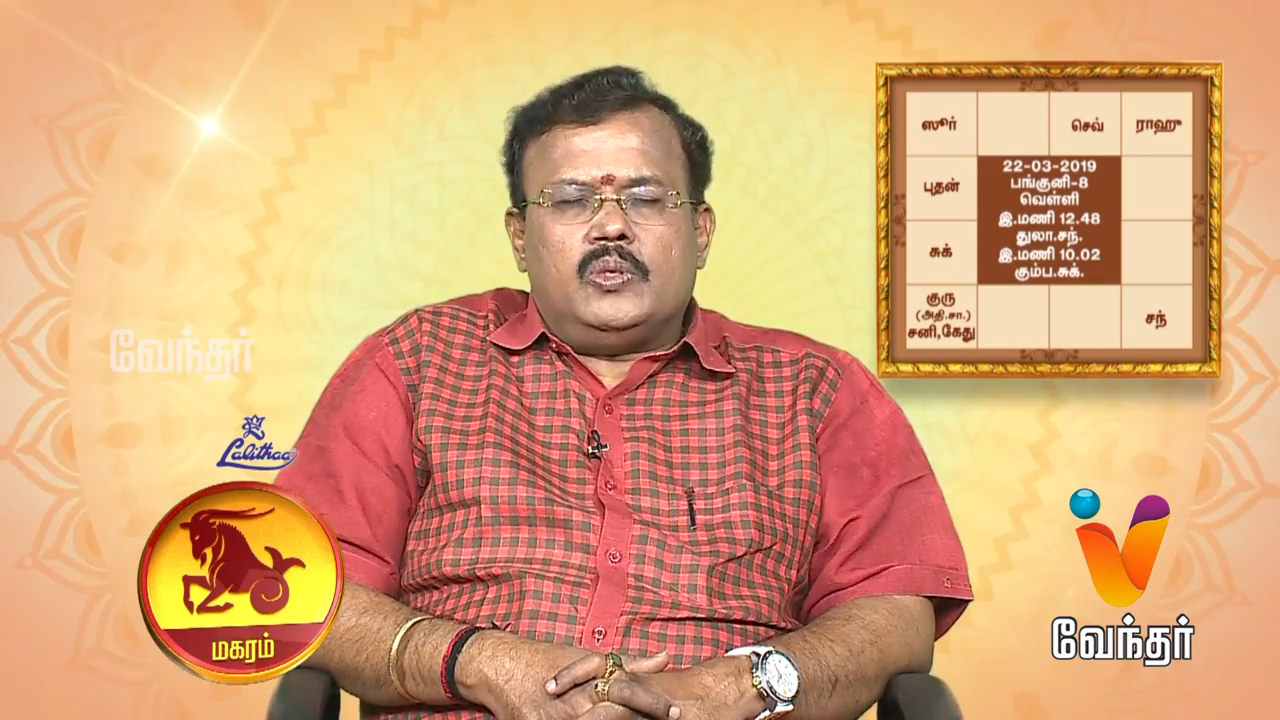 ஸூர்
செவ்
ராஹு
22-03-2019
பங்குனி-8
வெள்ளி
இ.மணி 12.48
துலா.சந்.
இ.மணி 10.02
கும்ப.சுக்.
புதன்
சுக்
குரு
(அதி.சா.)
சனி,கேது
சந்
வேந்தர்
Lalithaa
மகரம்
வேந்தர்